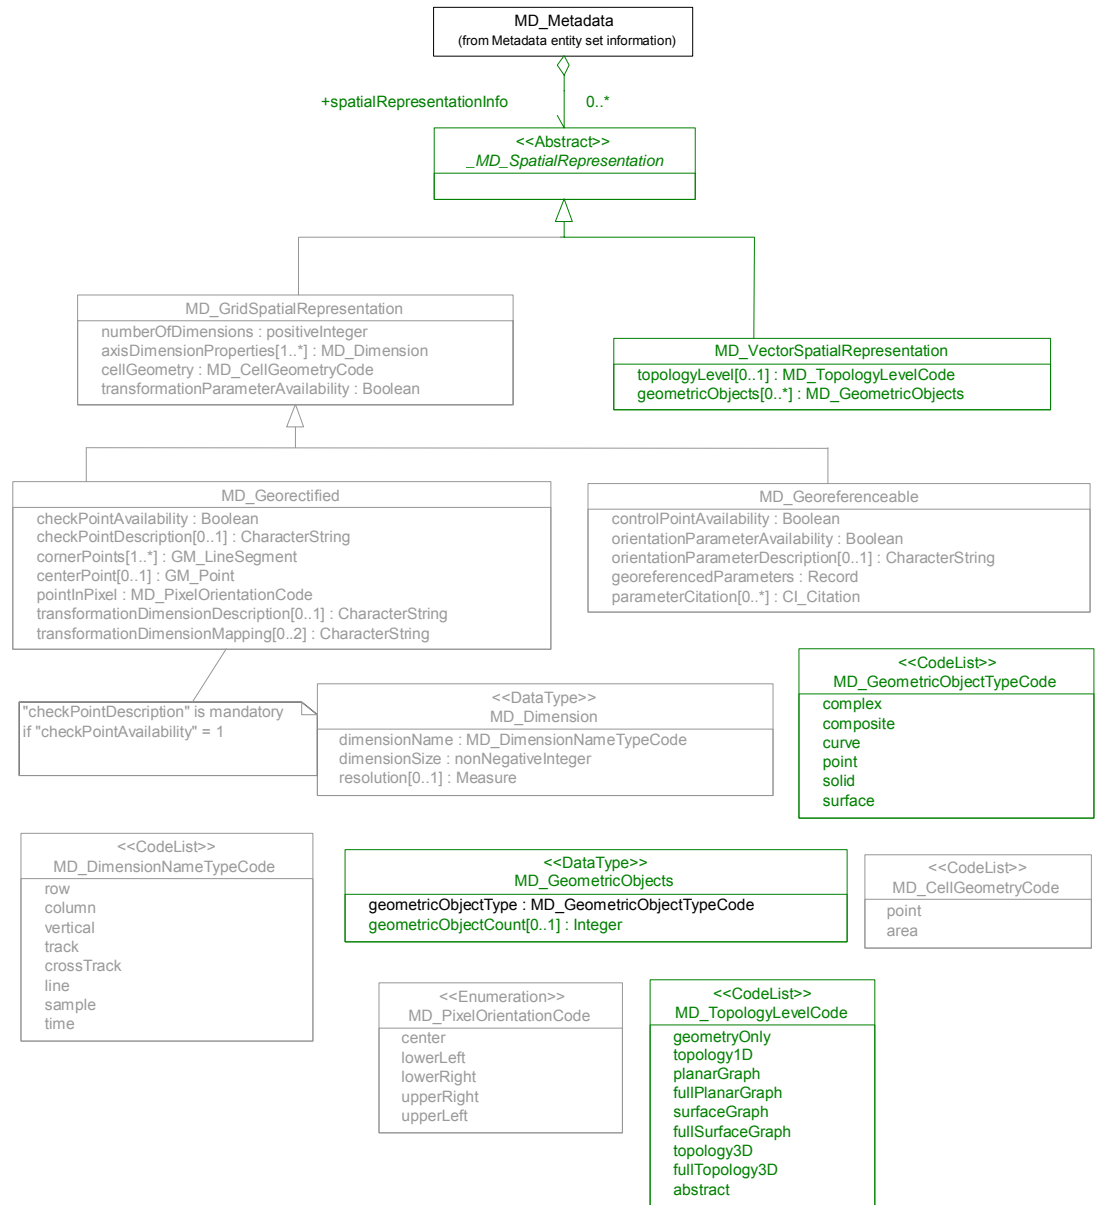 MD_Metadata
(from Metadata entity set information)
+spatialRepresentationInfo 0..*
<<Abstract>>
_MD_SpatialRepresentation
MD_GridSpatialRepresentation
numberOfDimensions : positiveInteger
axisDimensionProperties[1..*] : MD_Dimension
cellGeometry : MD_CellGeometryCode
transformationParameterAvailability : Boolean
MD_VectorSpatialRepresentation
topologyLevel[0..1] : MD_TopologyLevelCode
geometricObjects[0..*] : MD_GeometricObjects
MD_Georectified
checkPointAvailability : Boolean
checkPointDescription[0..1] : CharacterString
cornerPoints[1..*] : GM_LineSegment
centerPoint[0..1] : GM_Point
pointInPixel : MD_PixelOrientationCode
transformationDimensionDescription[0..1] : CharacterString
transformationDimensionMapping[0..2] : CharacterString
MD_Georeferenceable
controlPointAvailability : Boolean
orientationParameterAvailability : Boolean
orientationParameterDescription[0..1] : CharacterString
georeferencedParameters : Record
parameterCitation[0..*] : CI_Citation
"checkPointDescription" is mandatory
if "checkPointAvailability" = 1
<<DataType>>
MD_Dimension
dimensionName : MD_DimensionNameTypeCode
dimensionSize : nonNegativeInteger
resolution[0..1] : Measure
<<CodeList>>
MD_GeometricObjectTypeCode
complex
composite
curve
point
solid
surface
<<CodeList>>
MD_DimensionNameTypeCode
row
column
vertical
track
crossTrack
line
sample
time
<<DataType>>
MD_GeometricObjects
geometricObjectType : MD_GeometricObjectTypeCode
geometricObjectCount[0..1] : Integer
<<CodeList>>
MD_CellGeometryCode
point
area
<<Enumeration>>
MD_PixelOrientationCode
center
lowerLeft
lowerRight
upperRight
upperLeft
<<CodeList>>
MD_TopologyLevelCode
geometryOnly
topology1D
planarGraph
fullPlanarGraph
surfaceGraph
fullSurfaceGraph
topology3D
fullTopology3D
abstract